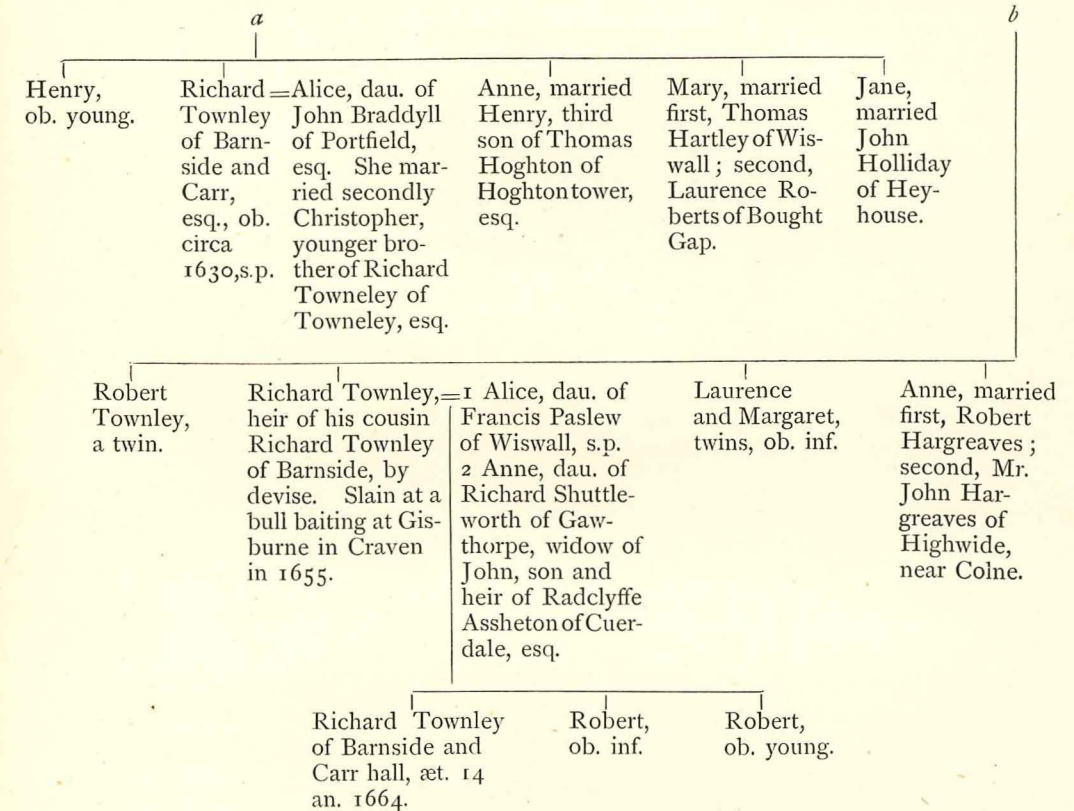 a
b
Henry,
ob. young.
Richard =
Townley
of Barn-
side and
Carr,
esq., ob.
circa
1630, s.p.
Alice, dau. of
John Braddyll
of Portfield,
esq. She mar-
ried secondly
Christopher,
younger bro-
ther of Richard
Towneley of
Towneley, esq.
Anne, married
Henry, third
son of Thomas
Hoghton of
Hoghton tower,
esq.
Mary, married
first, Thomas
Hartley of Wis-
wall; second,
Laurence Ro-
berts of Bought
Gap.
Jane,
married
John
Holliday
of Hey-
house.
Robert
Townley,
a twin.
Richard Townley, =
heir of his cousin
Richard Townley
of Barnside, by
devise. Slain at a
bull baiting at Gis-
burne in Craven
in 1655.
1 Alice, dau. of
Francis Paslew
of Wiswall, s.p.
2 Anne, dau. of
Richard Shuttle-
worth of Gaw-
thorpe, widow of
John, son and
heir of Radclyffe
Assheton of Cuer-
dale, esq.
Laurence
and Margaret,
twins, ob. inf.
Anne, married
first, Robert
Hargreaves;
second, Mr.
John Har-
greaves of
Highwide,
near Colne.
Richard Townley
of Barnside and
Carr hall, æt. 14
an. 1664.
Robert,
ob. inf.
Robert,
ob. young.